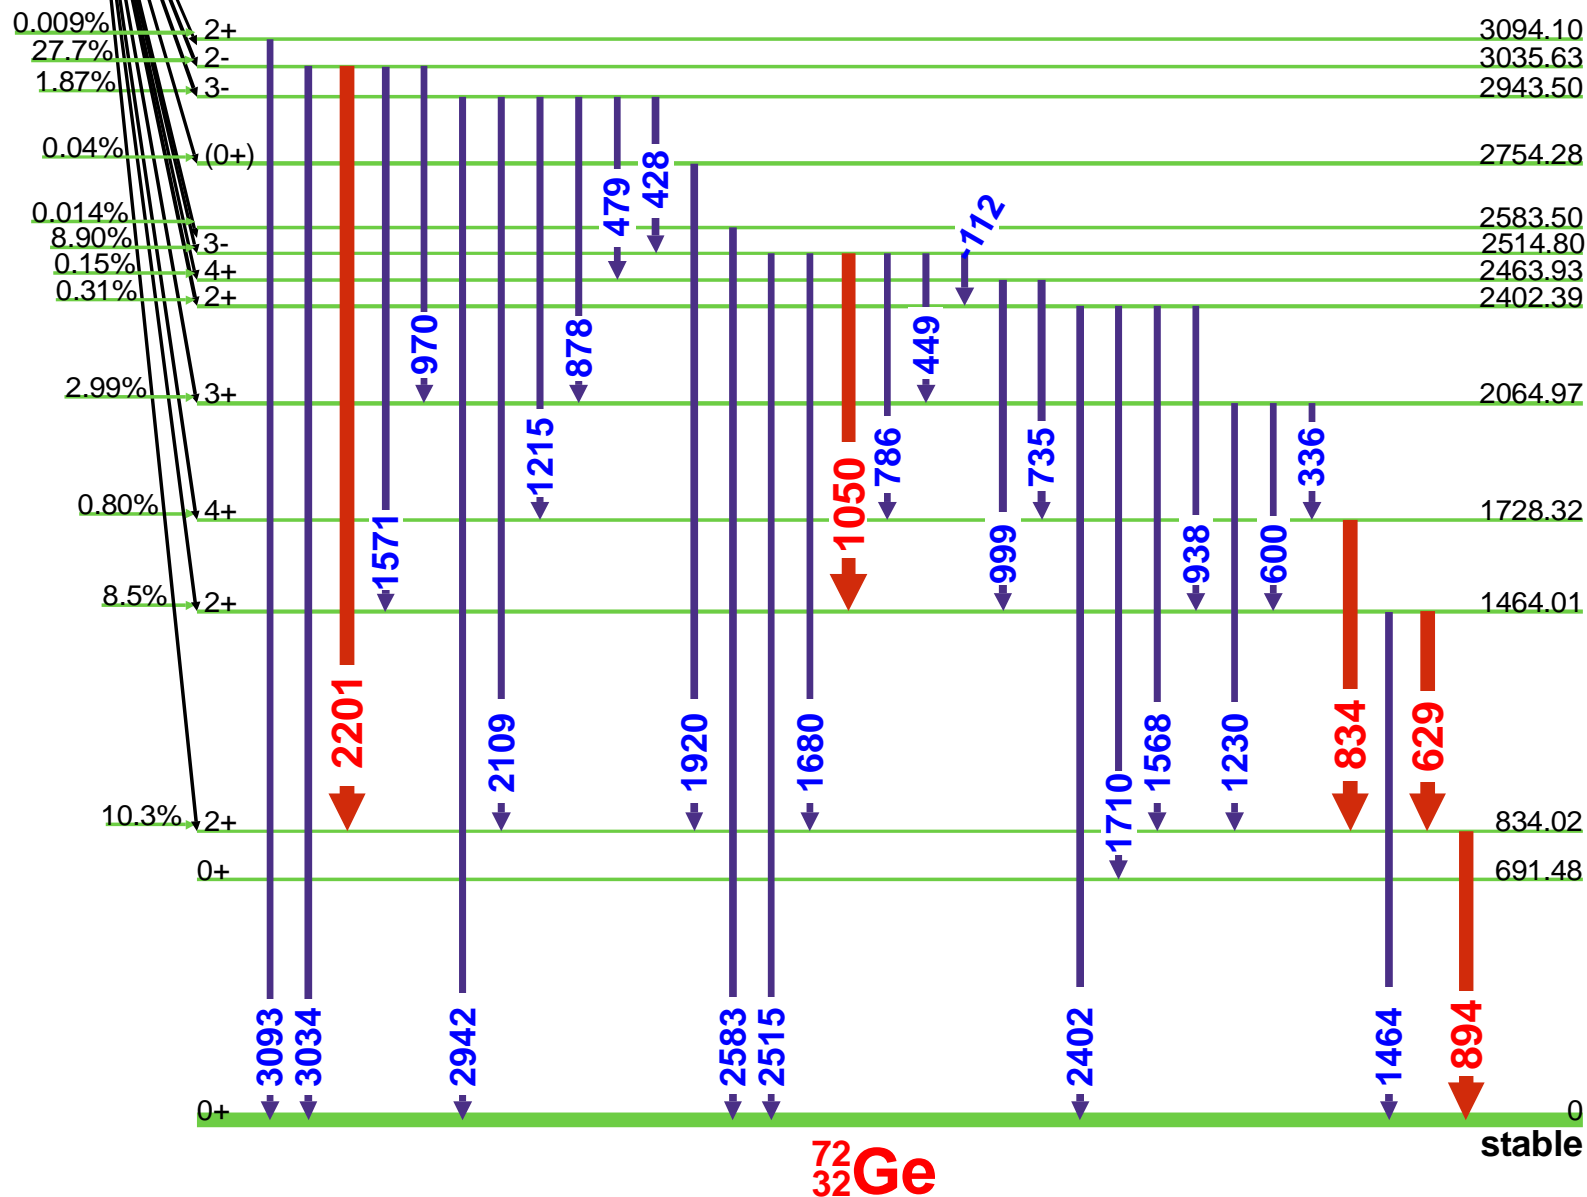 0.009% 2+ 3094.10
27.7% 2- 3035.63
1.87% 3- 2943.50
0.04% (0+) 2754.28
0.014% 2583.50
8.90% 3- 2514.80
0.15% 4+ 2463.93
0.31% 2+ 2402.39
2.99% 3+ 2064.97
0.80% 4+ 1728.32
8.5% 2+ 1464.01
10.3% 2+ 834.02
0+ 691.48
0+ 0
3093
3034
2201
1571
970
2942
2109
1215
878
479
428
1920
2583
2515
1680
1050
786
449
-112
999
735
2402
1710
1568
938
1230
600
336
834
1464
629
894
stable
72
32Ge